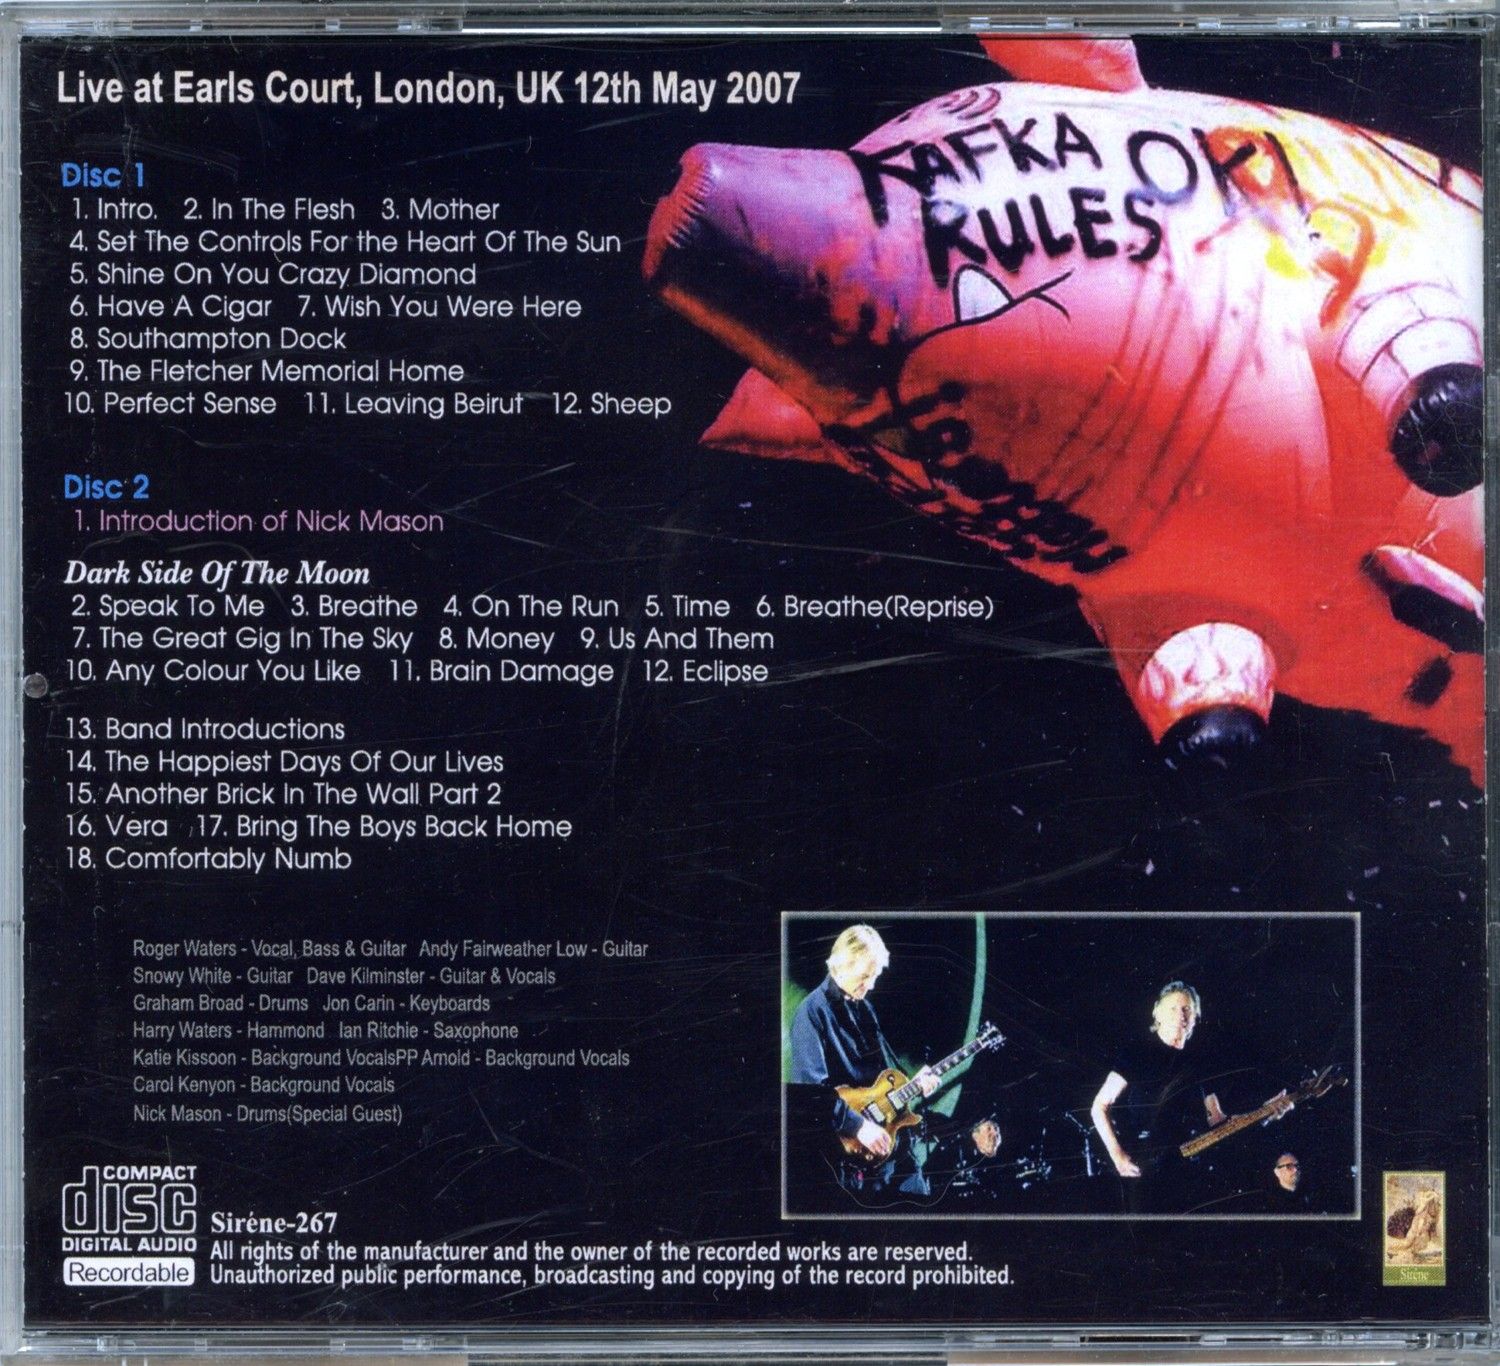 Live at Earls Court, London, UK 12th May 2007
KAFKA
RULES
OK!
Disc 1
1. Intro. 2. In The Flesh 3. Mother
4. Set The Controls For the Heart Of The Sun
5. Shine On You Crazy Diamond
6. Have A Cigar 7. Wish You Were Here
8. Southampton Dock
9. The Fletcher Memorial Home
10. Perfect Sense 11. Leaving Beirut 12. Sheep
Disc 2
1. Introduction of Nick Mason
Dark Side Of The Moon
2. Speak To Me 3. Breathe 4. On The Run 5. Time 6. Breathe(Reprise)
7. The Great Gig In The Sky 8. Money 9. Us And Them
10. Any Colour You Like 11. Brain Damage 12. Eclipse
13. Band Introductions
14. The Happiest Days Of Our Lives
15. Another Brick In The Wall Part 2
16. Vera 17. Bring The Boys Back Home
18. Comfortably Numb
Roger Waters - Vocal, Bass & Guitar Andy Fairweather Low - Guitar
Snowy White - Guitar Dave Kilminster - Guitar & Vocals
Graham Broad - Drums Jon Carin - Keyboards
Harry Waters - Hammond Ian Ritchie - Saxophone
Katie Kissoon - Background VocalsPP Arnold - Background Vocals
Carol Kenyon - Background Vocals
Nick Mason - Drums(Special Guest)
COMPACT
disc
DIGITAL AUDIO
Recordable
Siréne-267
All rights of the manufacturer and the owner of the recorded works are reserved.
Unauthorized public performance, broadcasting and copying of the record prohibited.
Siréne